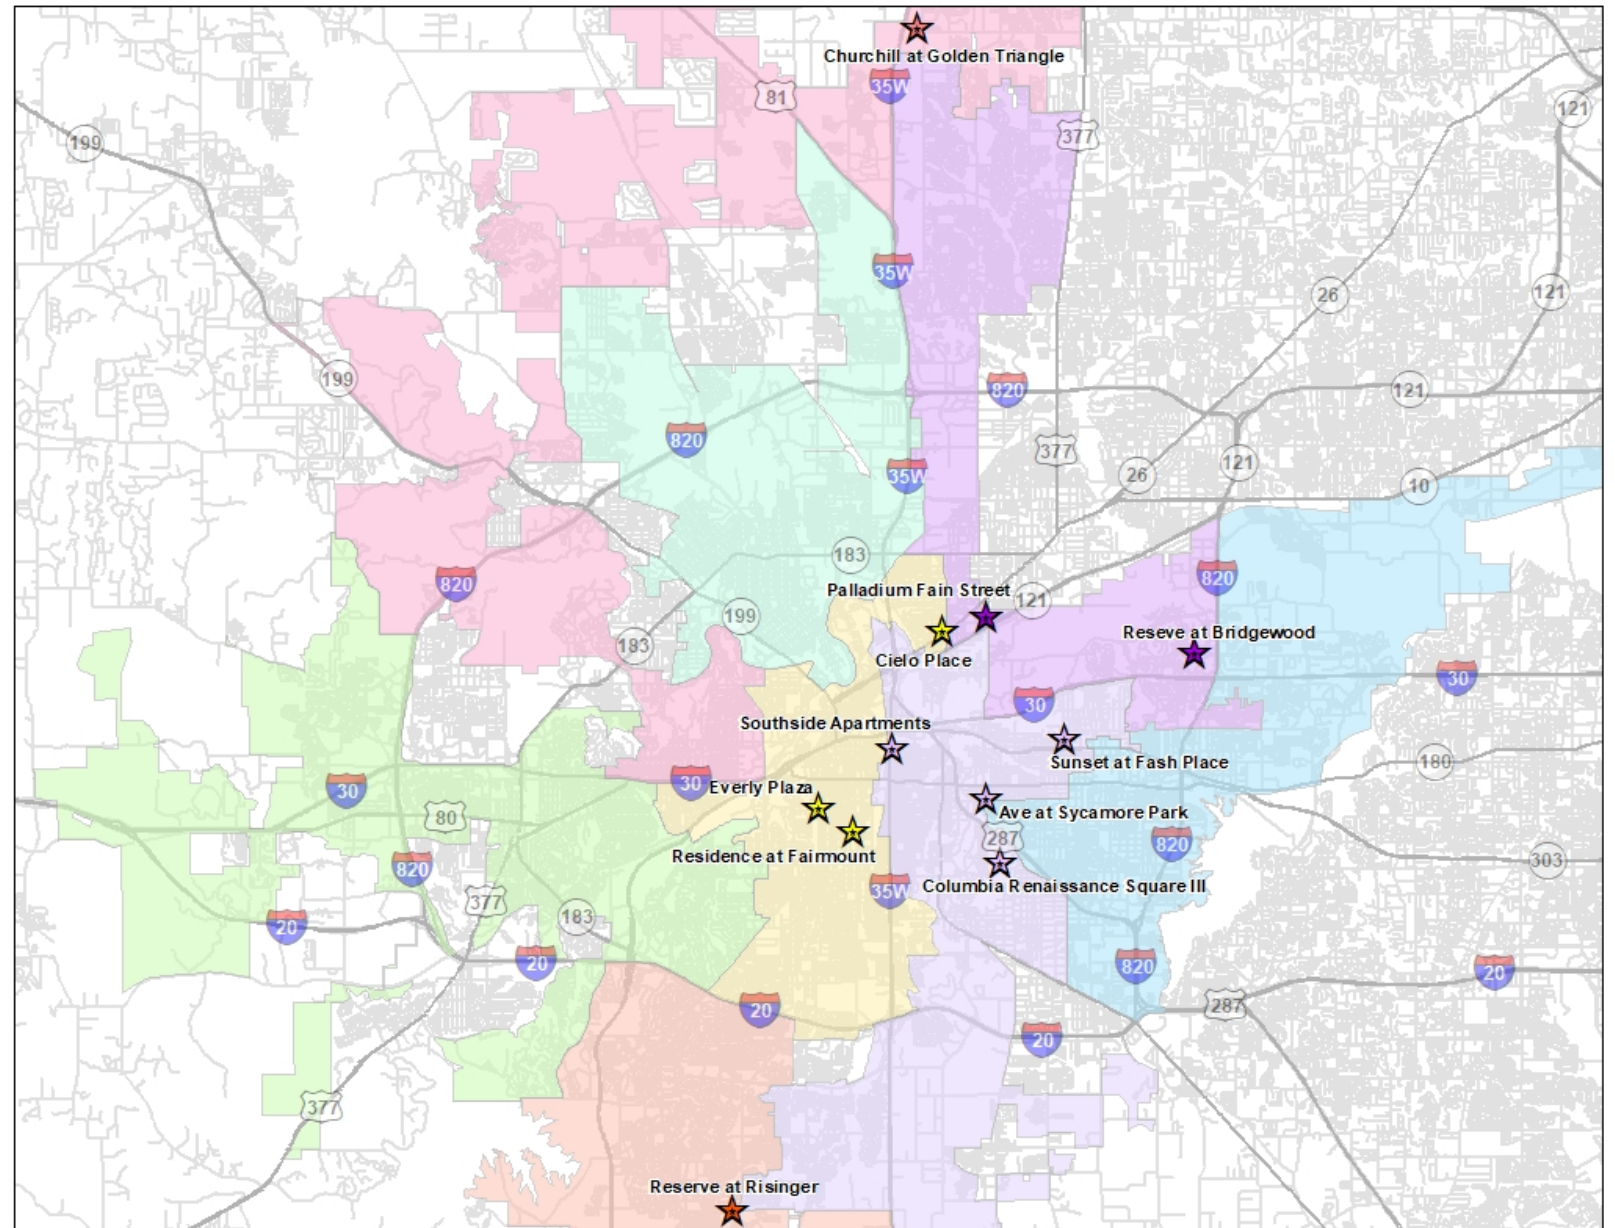 Churchill at Golden Triangle
35W
81
121
199
377
35W
26
121
199
820
121
820
377
35W
26
121
10
183
820
820
Palladium Fain Street
121
199
Reseve at Bridgewood
183
Cielo Place
30
30
Southside Apartments
Sunset at Fash Place
180
30
30
Everly Plaza
80
Ave at Sycamore Park
287
820
Residence at Fairmount
303
820
35W
Columbia Renaissance Square III
377
183
20
20
820
20
20
287
20
377
Reserve at Risinger